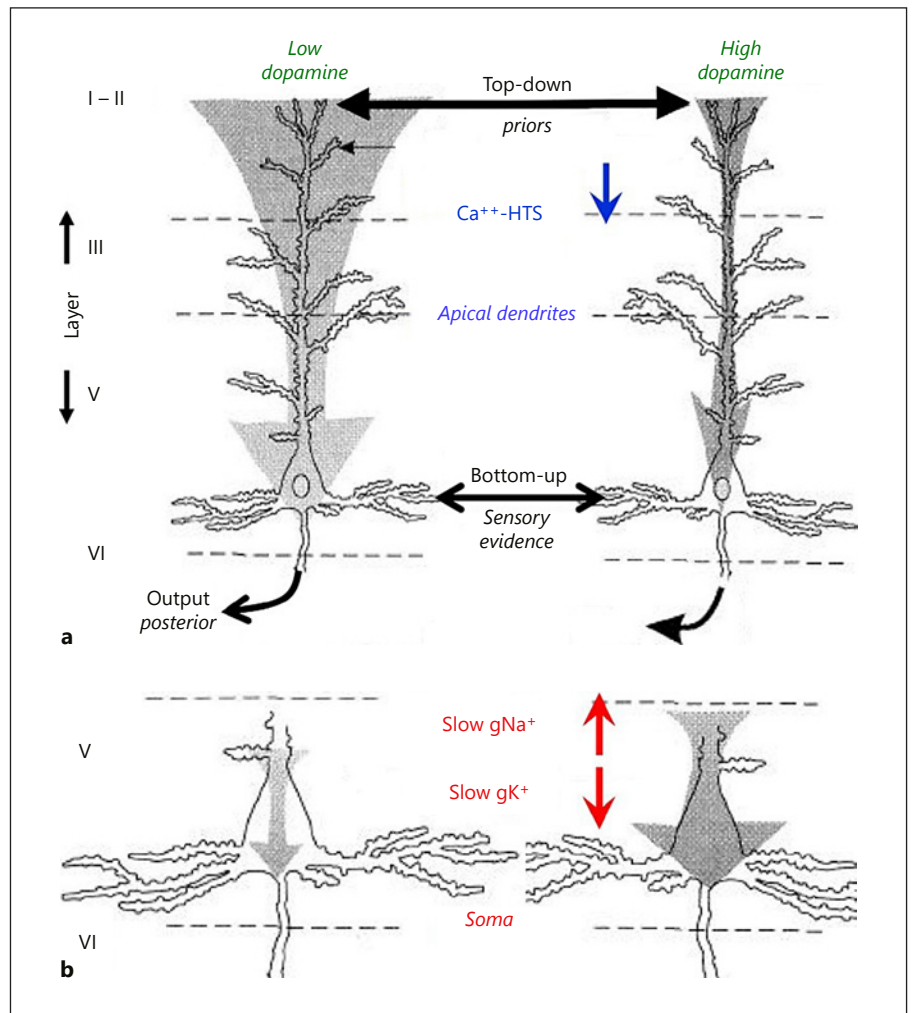 Low
dopamine
High
dopamine
I – II
Top-down
priors
Ca⁺⁺-HTS
III
Layer
Apical dendrites
V
Bottom-up
Sensory
evidence
VI
Output
posterior
a
Slow gNa⁺
V
Slow gK⁺
Soma
VI
b